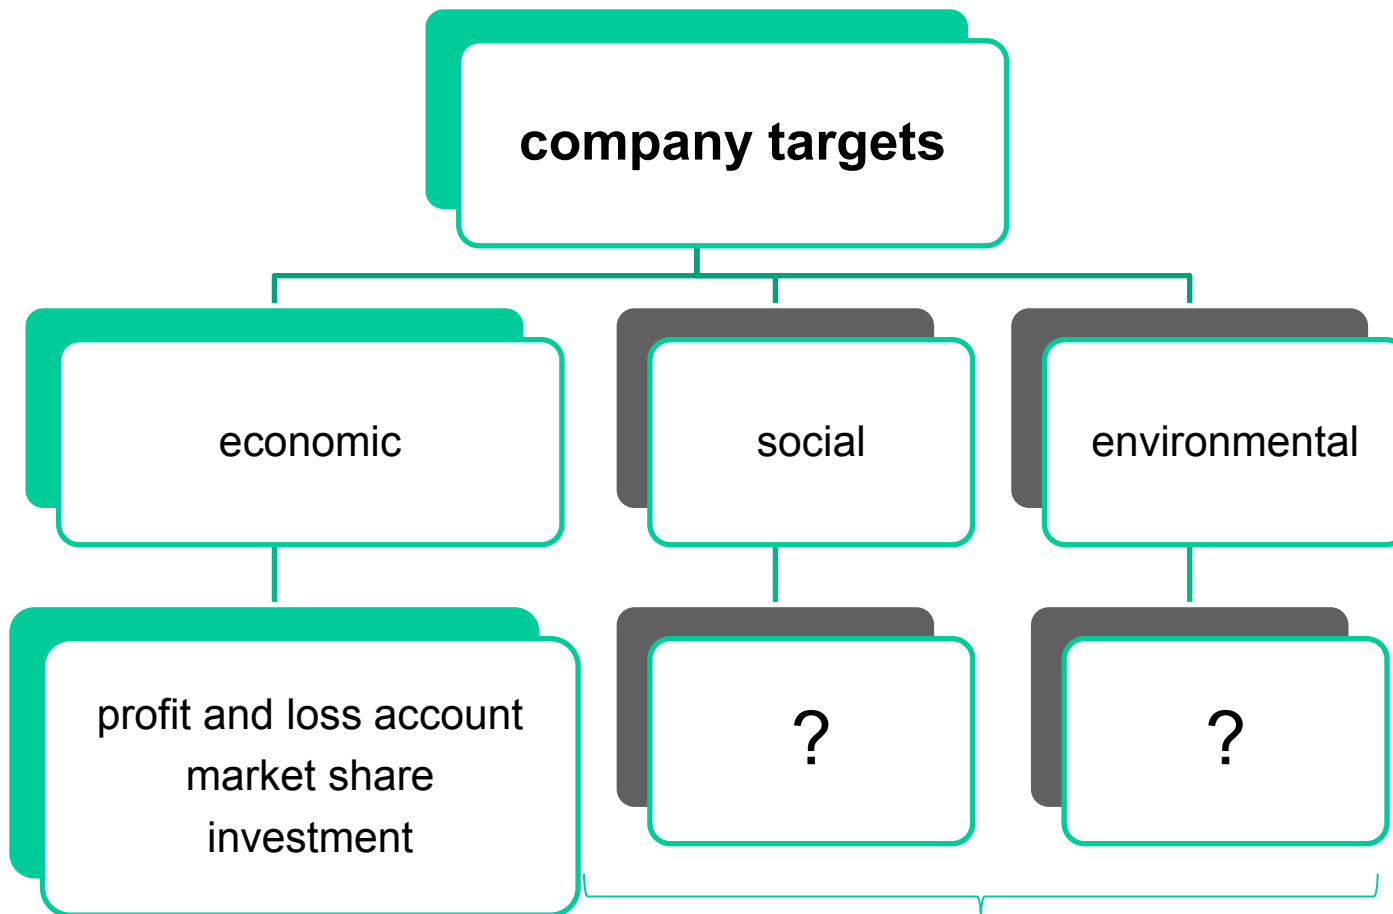 company targets
economic
social
environmental
profit and loss account
market share
investment
?
?